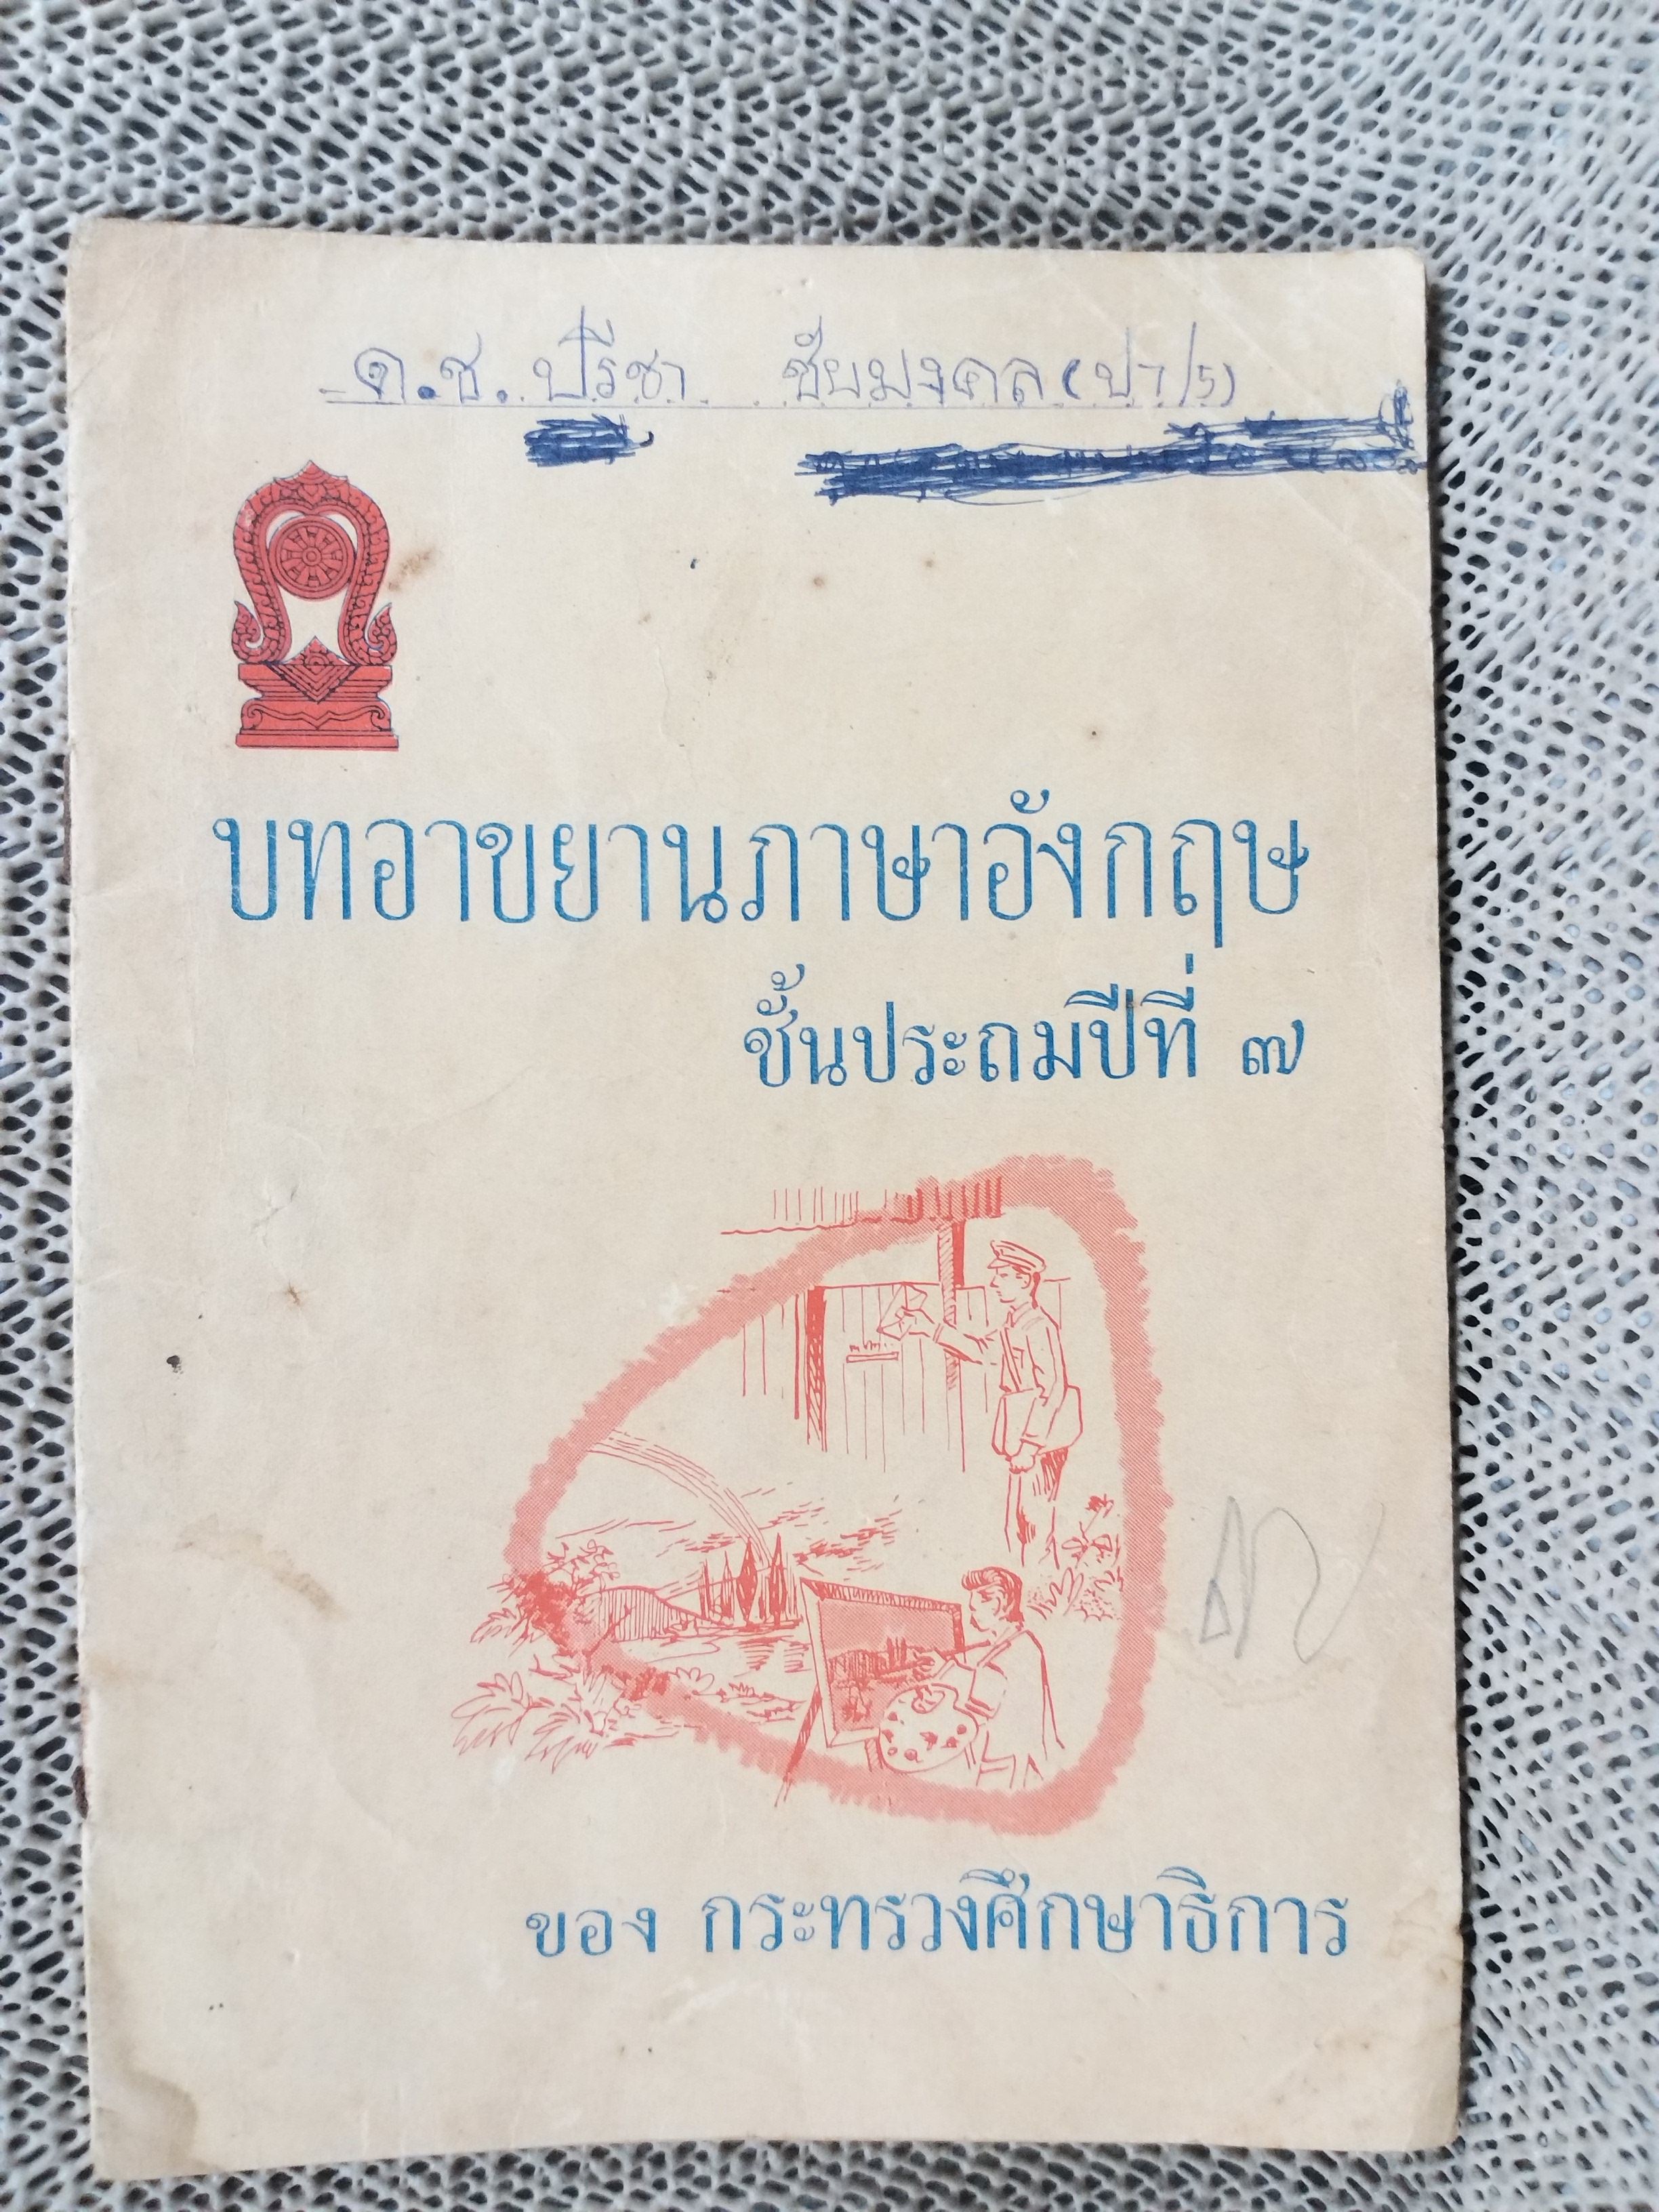 ด.ช. ปรีชา ชัยมงคล (ป7/5)
บทอาขยานภาษาอังกฤษ
ชั้นประถมปีที่ ๗
ของ กระทรวงศึกษาธิการ